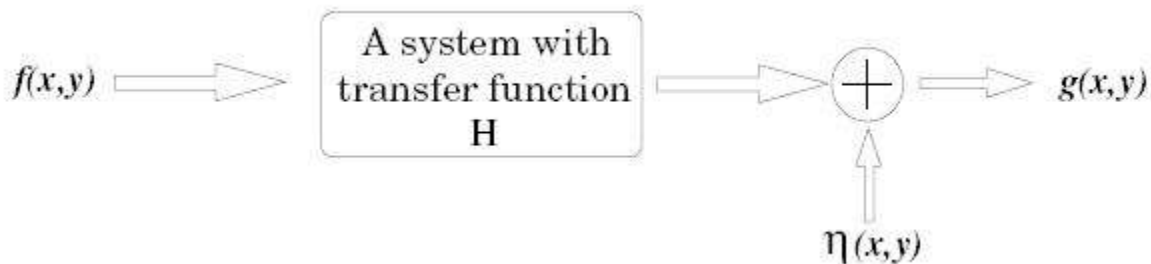 f(x,y)
A system with
transfer function
H
+
g(x,y)
η(x,y)